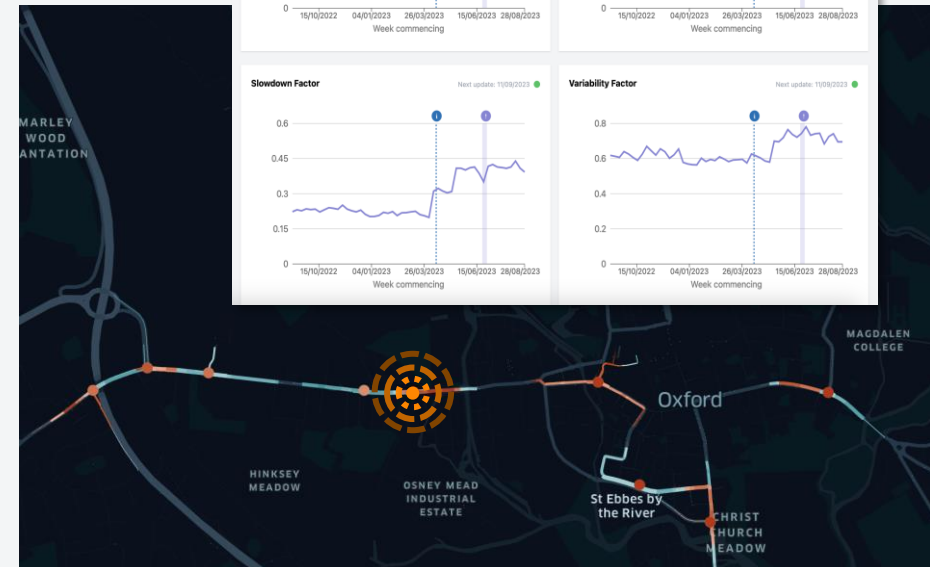 0
15/10/2022 04/01/2023 26/03/2023 15/06/2023 28/08/2023
Week commencing
0
15/10/2022 04/01/2023 26/03/2023 15/06/2023 28/08/2023
Week commencing
Slowdown Factor
Next update: 11/09/2023
0.6
0.45
0.3
0.15
0
15/10/2022 04/01/2023 26/03/2023 15/06/2023 28/08/2023
Week commencing
Variability Factor
Next update: 11/09/2023
0.8
0.6
0.4
0.2
0
15/10/2022 04/01/2023 26/03/2023 15/06/2023 28/08/2023
Week commencing
MARLEY
WOOD
ANTATION
MAGDALEN
COLLEGE
Oxford
HINKSEY
MEADOW
OSNEY MEAD
INDUSTRIAL
ESTATE
St Ebbes by
the River
CHRIST
CHURCH
MEADOW